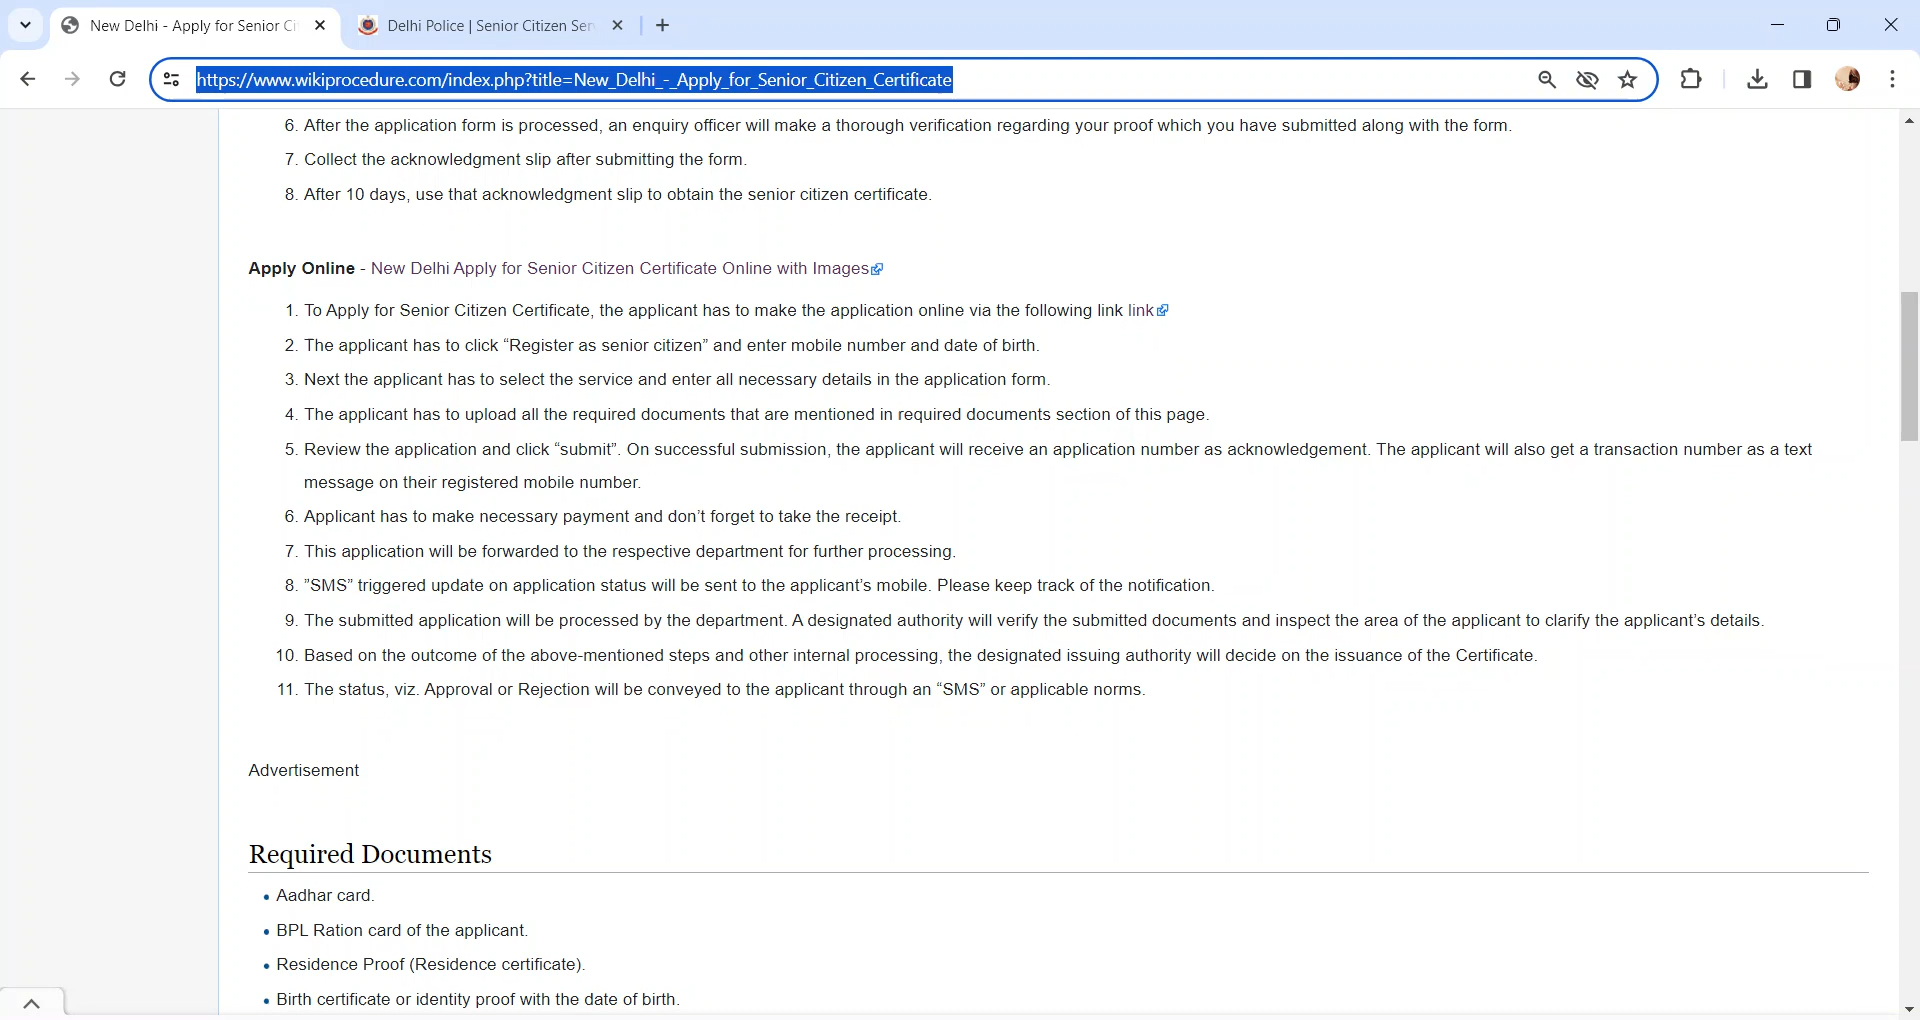 New Delhi - Apply for Senior Ci
Delhi Police | Senior Citizen Ser
https://www.wikiprocedure.com/index.php?title=New_Delhi_-_Apply_for_Senior_Citizen_Certificate
6. After the application form is processed, an enquiry officer will make a thorough verification regarding your proof which you have submitted along with the form.
7. Collect the acknowledgment slip after submitting the form.
8. After 10 days, use that acknowledgment slip to obtain the senior citizen certificate.
Apply Online - New Delhi Apply for Senior Citizen Certificate Online with Images
1. To Apply for Senior Citizen Certificate, the applicant has to make the application online via the following link link
2. The applicant has to click “Register as senior citizen” and enter mobile number and date of birth.
3. Next the applicant has to select the service and enter all necessary details in the application form.
4. The applicant has to upload all the required documents that are mentioned in required documents section of this page.
5. Review the application and click “submit”. On successful submission, the applicant will receive an application number as acknowledgement. The applicant will also get a transaction number as a text
message on their registered mobile number.
6. Applicant has to make necessary payment and don’t forget to take the receipt.
7. This application will be forwarded to the respective department for further processing.
8. ”SMS” triggered update on application status will be sent to the applicant’s mobile. Please keep track of the notification.
9. The submitted application will be processed by the department. A designated authority will verify the submitted documents and inspect the area of the applicant to clarify the applicant’s details.
10. Based on the outcome of the above-mentioned steps and other internal processing, the designated issuing authority will decide on the issuance of the Certificate.
11. The status, viz. Approval or Rejection will be conveyed to the applicant through an “SMS” or applicable norms.
Advertisement
Required Documents
• Aadhar card.
• BPL Ration card of the applicant.
• Residence Proof (Residence certificate).
• Birth certificate or identity proof with the date of birth.